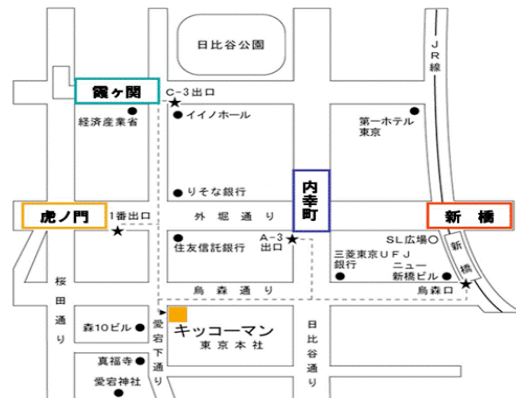 日比谷公園
JR線
霞ヶ関
C-3出口
経済産業省
イイノホール
第一ホテル
東京
りそな銀行
内幸町
虎ノ門
1番出口
外堀通り
新橋
住友信託銀行
A-3
出口
SL広場
新橋
三菱東京UFJ
銀行
ニュー
新橋ビル
烏森口
烏森通り
桜田通り
森10ビル
愛宕下通り
キッコーマン
東京本社
日比谷通り
真福寺
愛宕神社